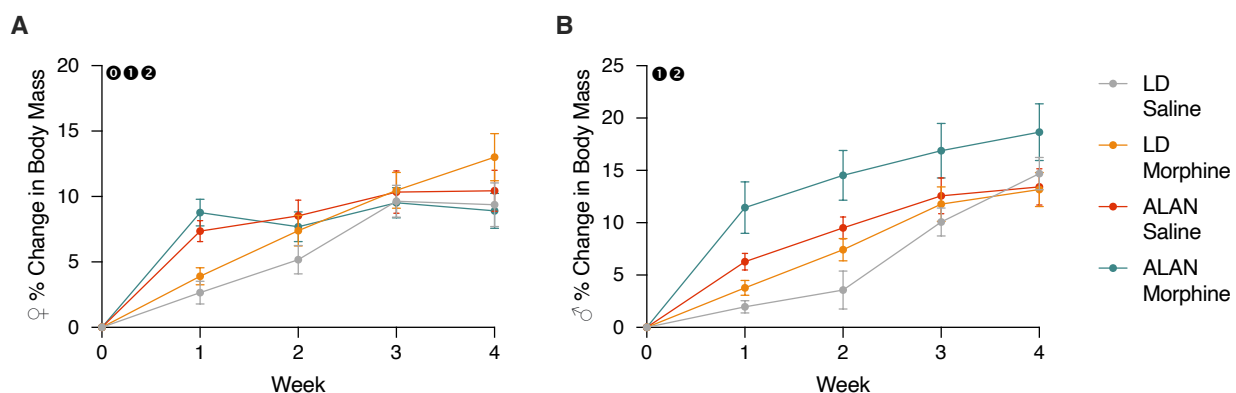 A
♀ % Change in Body Mass
20
15
10
5
0
⓿❶❷
0 1 2 3 4
Week
B
♂ % Change in Body Mass
25
20
15
10
5
0
❶❷
0 1 2 3 4
Week
LD
Saline
LD
Morphine
ALAN
Saline
ALAN
Morphine